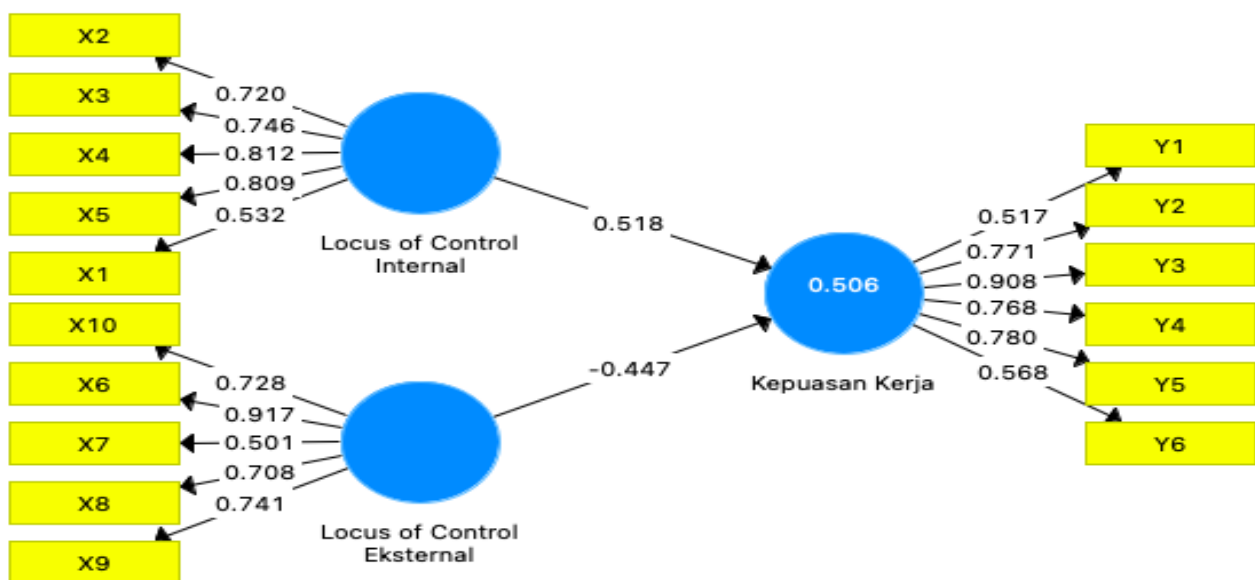 X2
X3
X4
X5
X1
0.720
0.746
0.812
0.809
0.532
Locus of Control
Internal
X10
X6
X7
X8
X9
0.728
0.917
0.501
0.708
0.741
Locus of Control
Eksternal
0.518
-0.447
0.506
Kepuasan Kerja
0.517
0.771
0.908
0.768
0.780
0.568
Y1
Y2
Y3
Y4
Y5
Y6